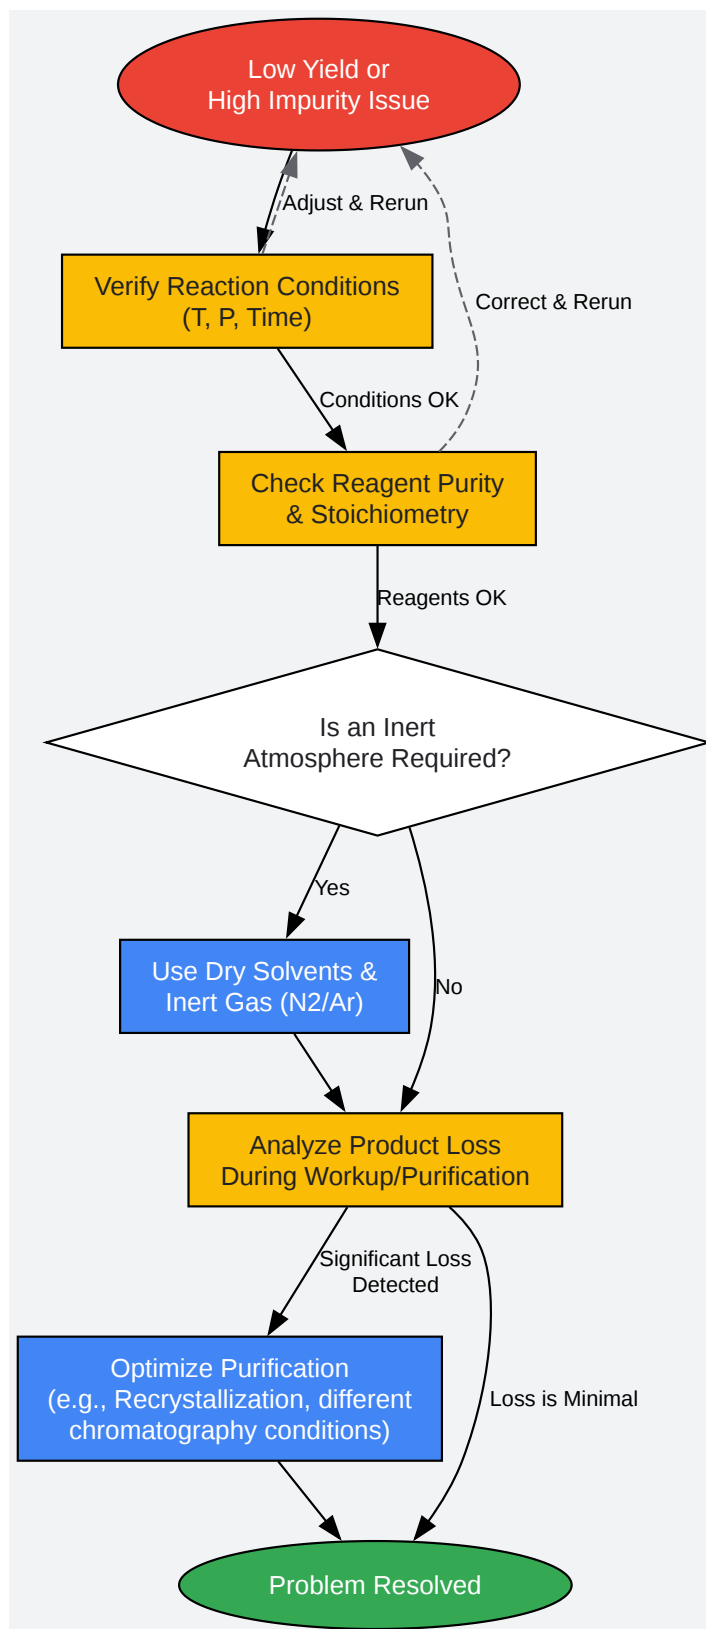 Low Yield or
High Impurity Issue
Adjust & Rerun
Verify Reaction Conditions
(T, P, Time)
Correct & Rerun
Conditions OK
Check Reagent Purity
& Stoichiometry
Reagents OK
Is an Inert
Atmosphere Required?
Yes
Use Dry Solvents &
Inert Gas (N2/Ar)
No
Analyze Product Loss
During Workup/Purification
Significant Loss
Detected
Optimize Purification
(e.g., Recrystallization, different
chromatography conditions)
Loss is Minimal
Problem Resolved